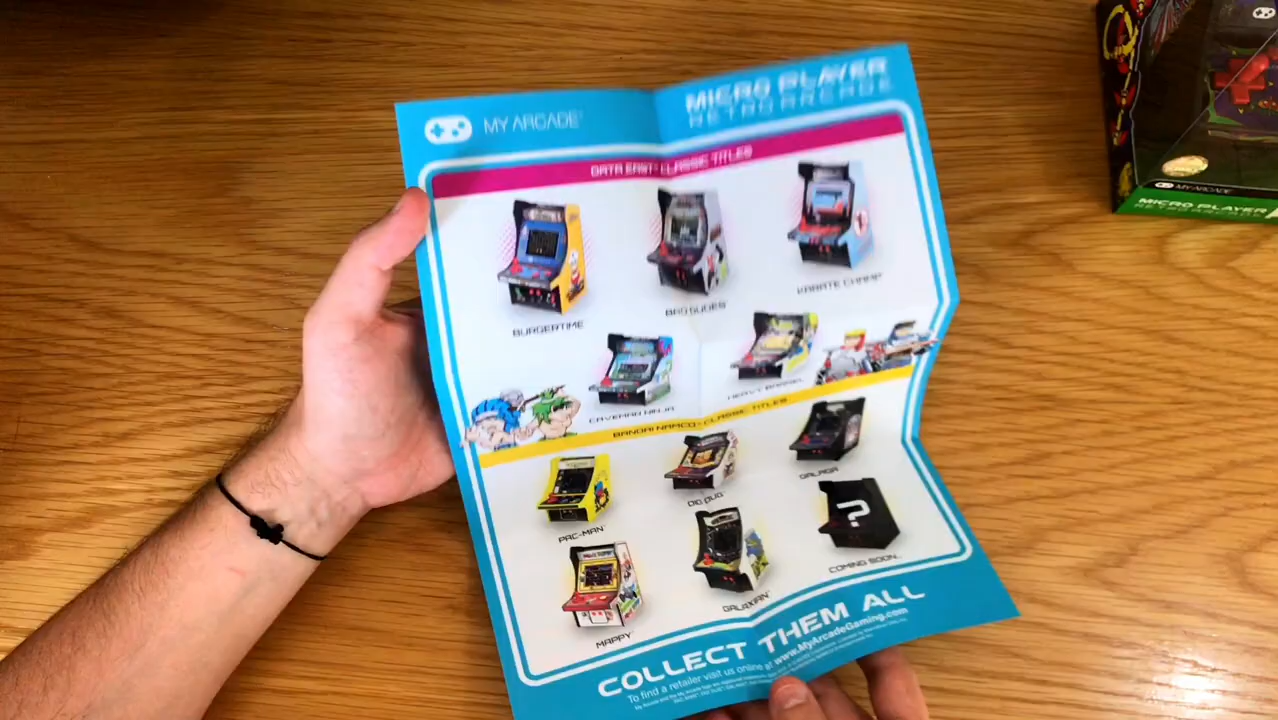 MY ARCADE
MICRO PLAYER
RETRO ARCADE
DATA EAST CLASSIC TITLES
BURGERTIME
BAD DUDES
KARATE CHAMP
CAVEMAN NINJA
HEAVY BARREL
BANDAI NAMCO CLASSIC TITLES
PAC-MAN
DIG DUG
GALAGA
MAPPY
GALAXIAN
?
COMING SOON...
COLLECT THEM ALL
To find a retailer visit us online at www.MyArcadeGaming.com
MY ARCADE
MICRO PLAYER
RETRO ARCADE